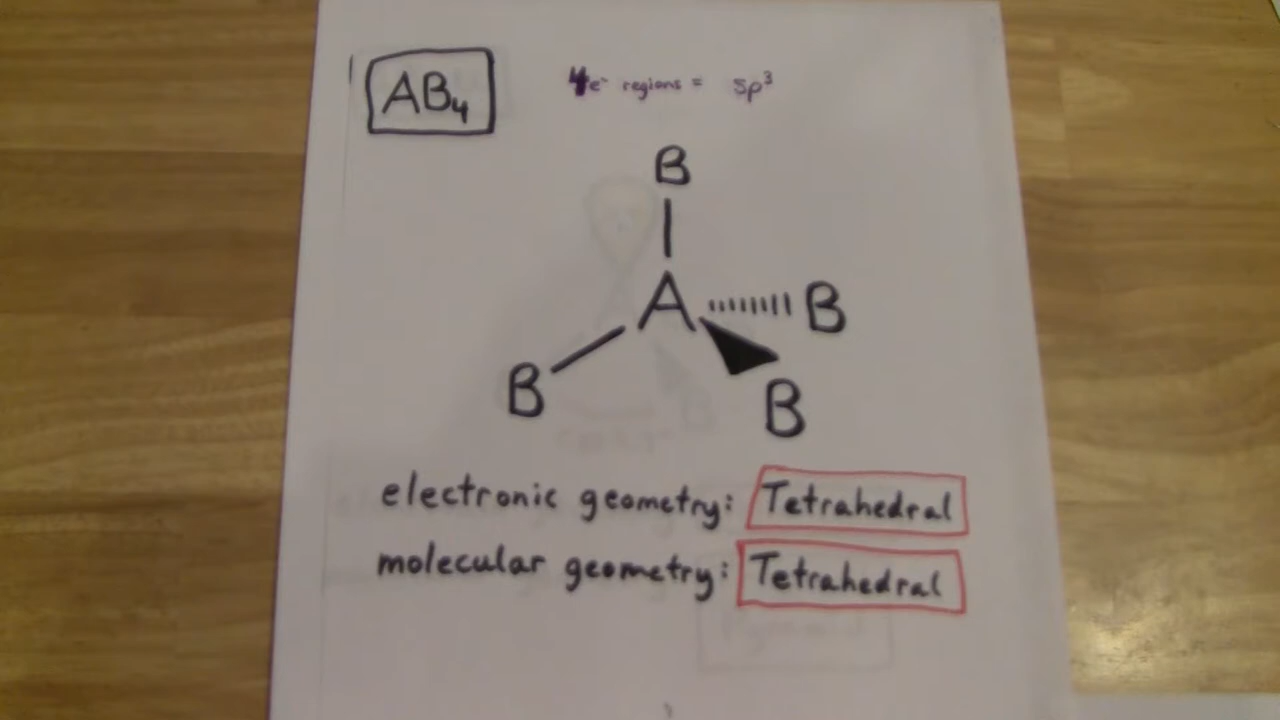 AB₄
4e⁻ regions = sp³
B
A
B
B
B
electronic geometry: Tetrahedral
molecular geometry: Tetrahedral